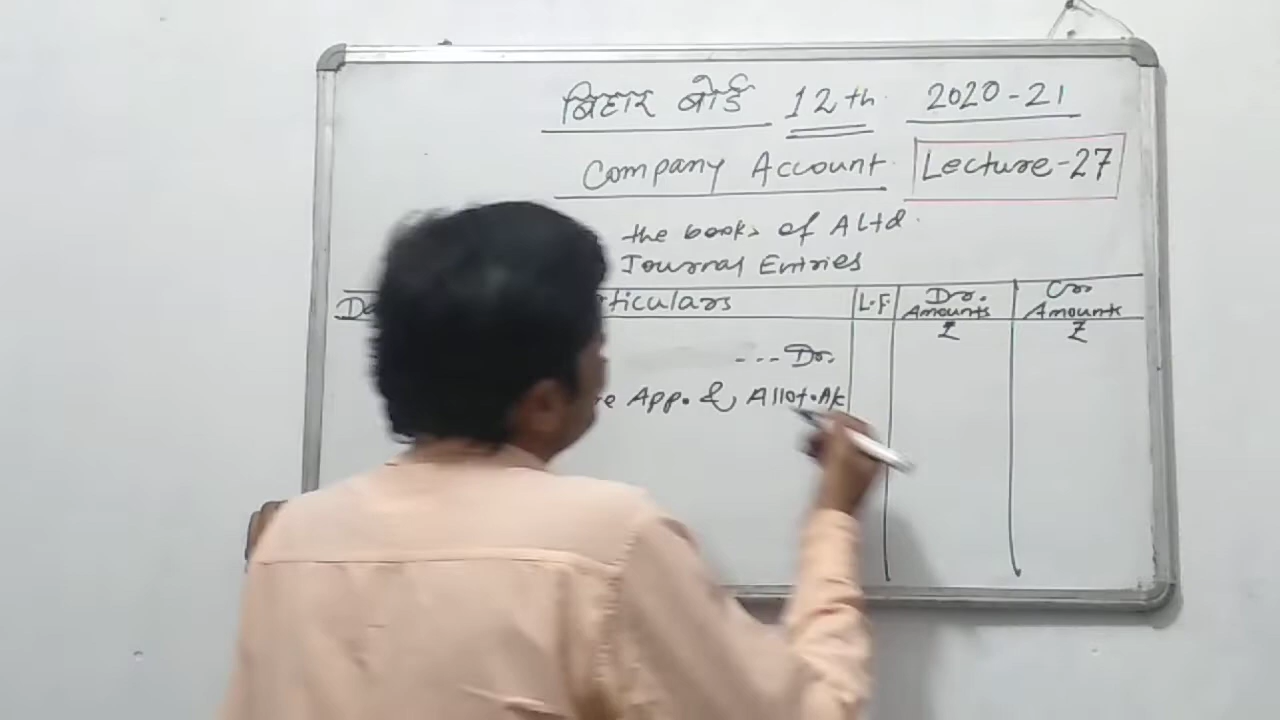 बिहार बोर्ड 12th 2020-21
Company Account Lecture-27
the books of A Ltd.
Journal Entries
ticulars L.F. Dr. Amounts ₹ Cr. Amounts ₹
---Dr.
App. & Allot. A/c